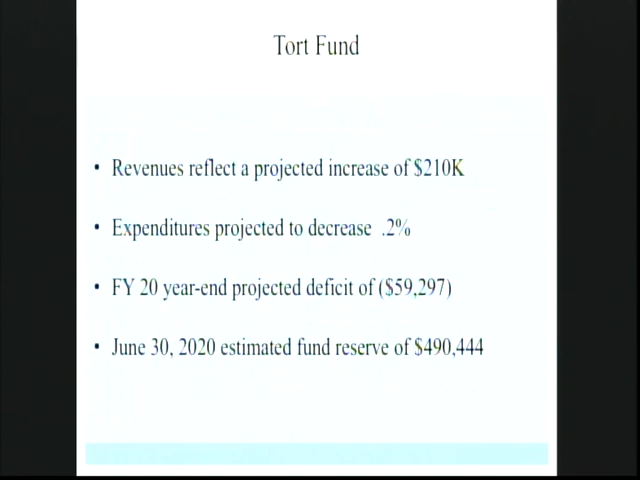 Tort Fund
• Revenues reflect a projected increase of $210K
• Expenditures projected to decrease .2%
• FY 20 year-end projected deficit of ($59,297)
• June 30, 2020 estimated fund reserve of $490,444